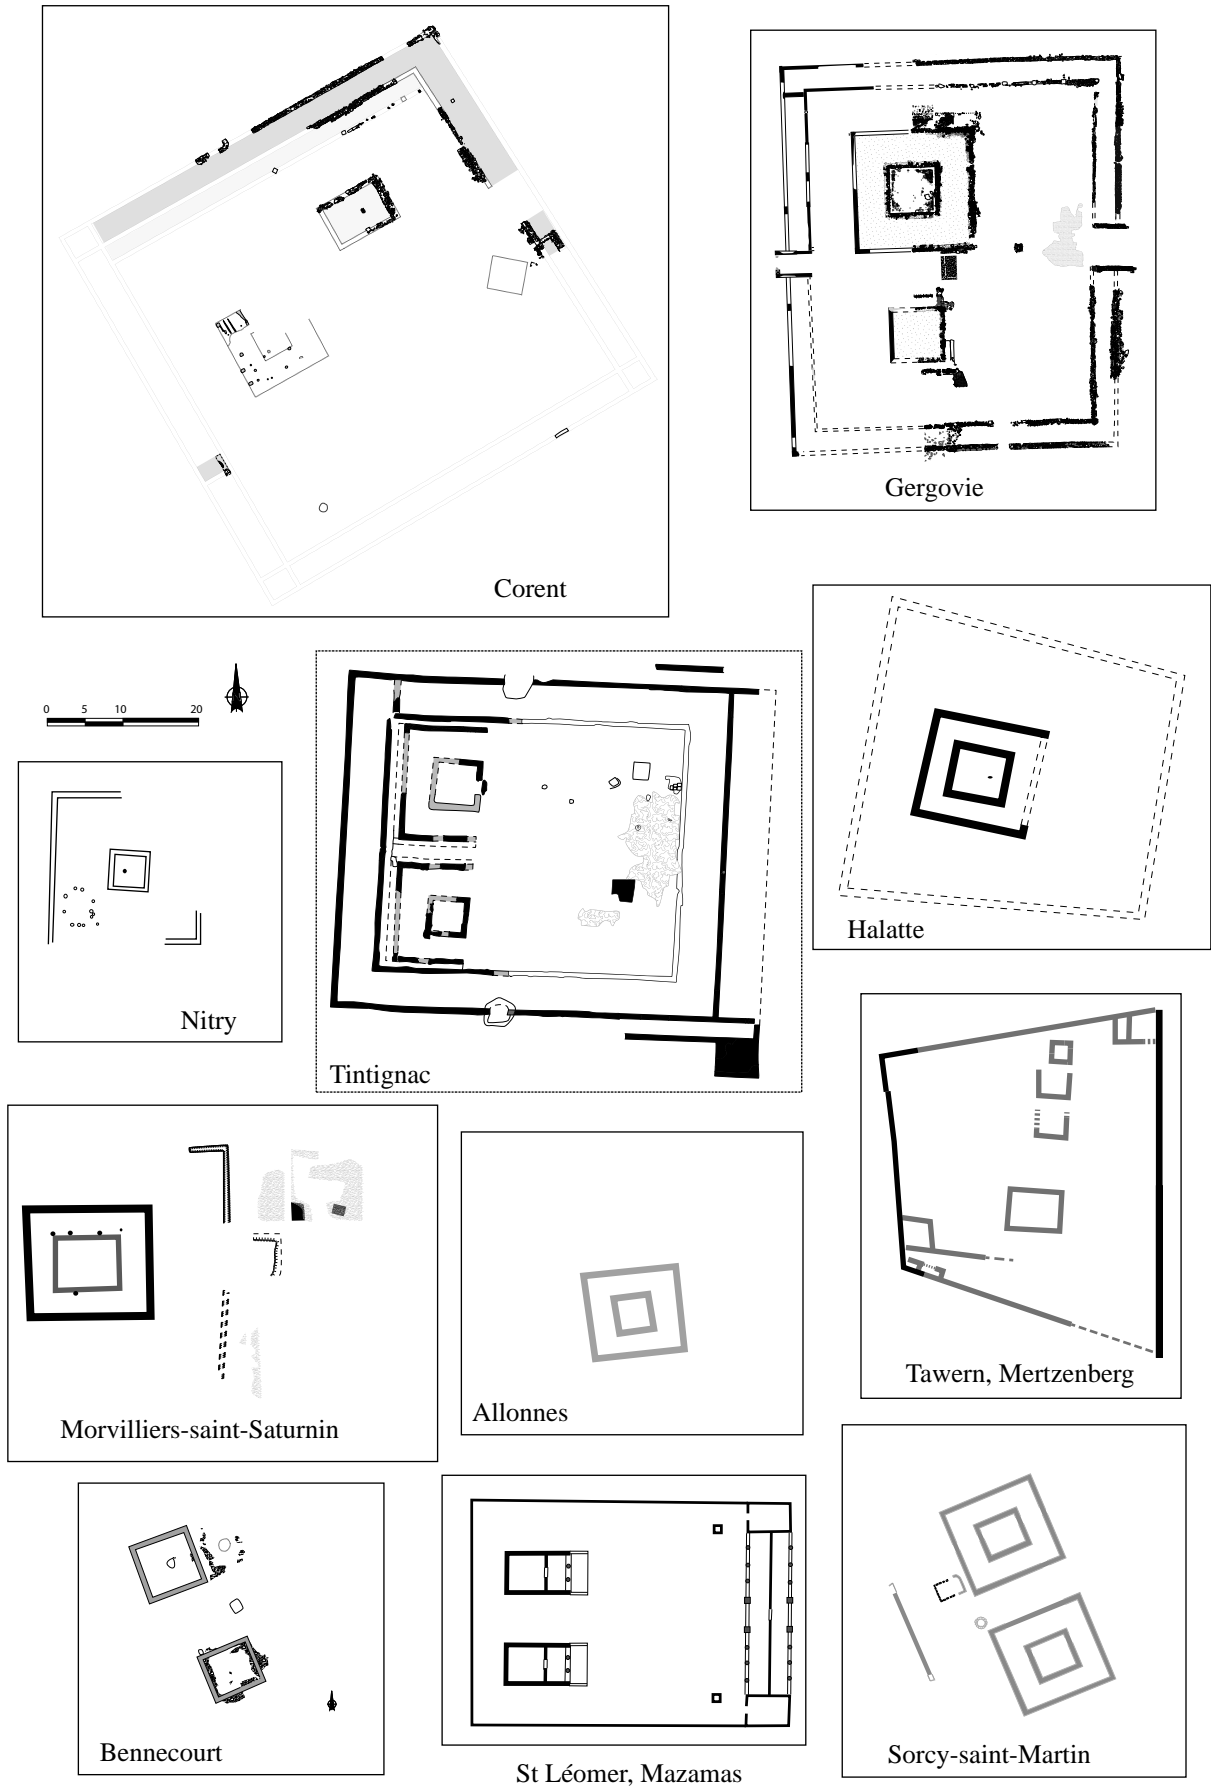 Corent
Gergovie
0 5 10 20
Halatte
Nitry
Tintignac
Tawern, Mertzenberg
Morvilliers-saint-Saturnin
Allonnes
Bennecourt
St Léomer, Mazamas
Sorcy-saint-Martin